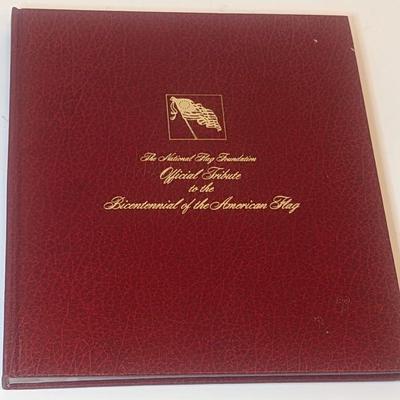 The National Flag Foundation
Official Tribute
to the
Bicentennial of the American Flag